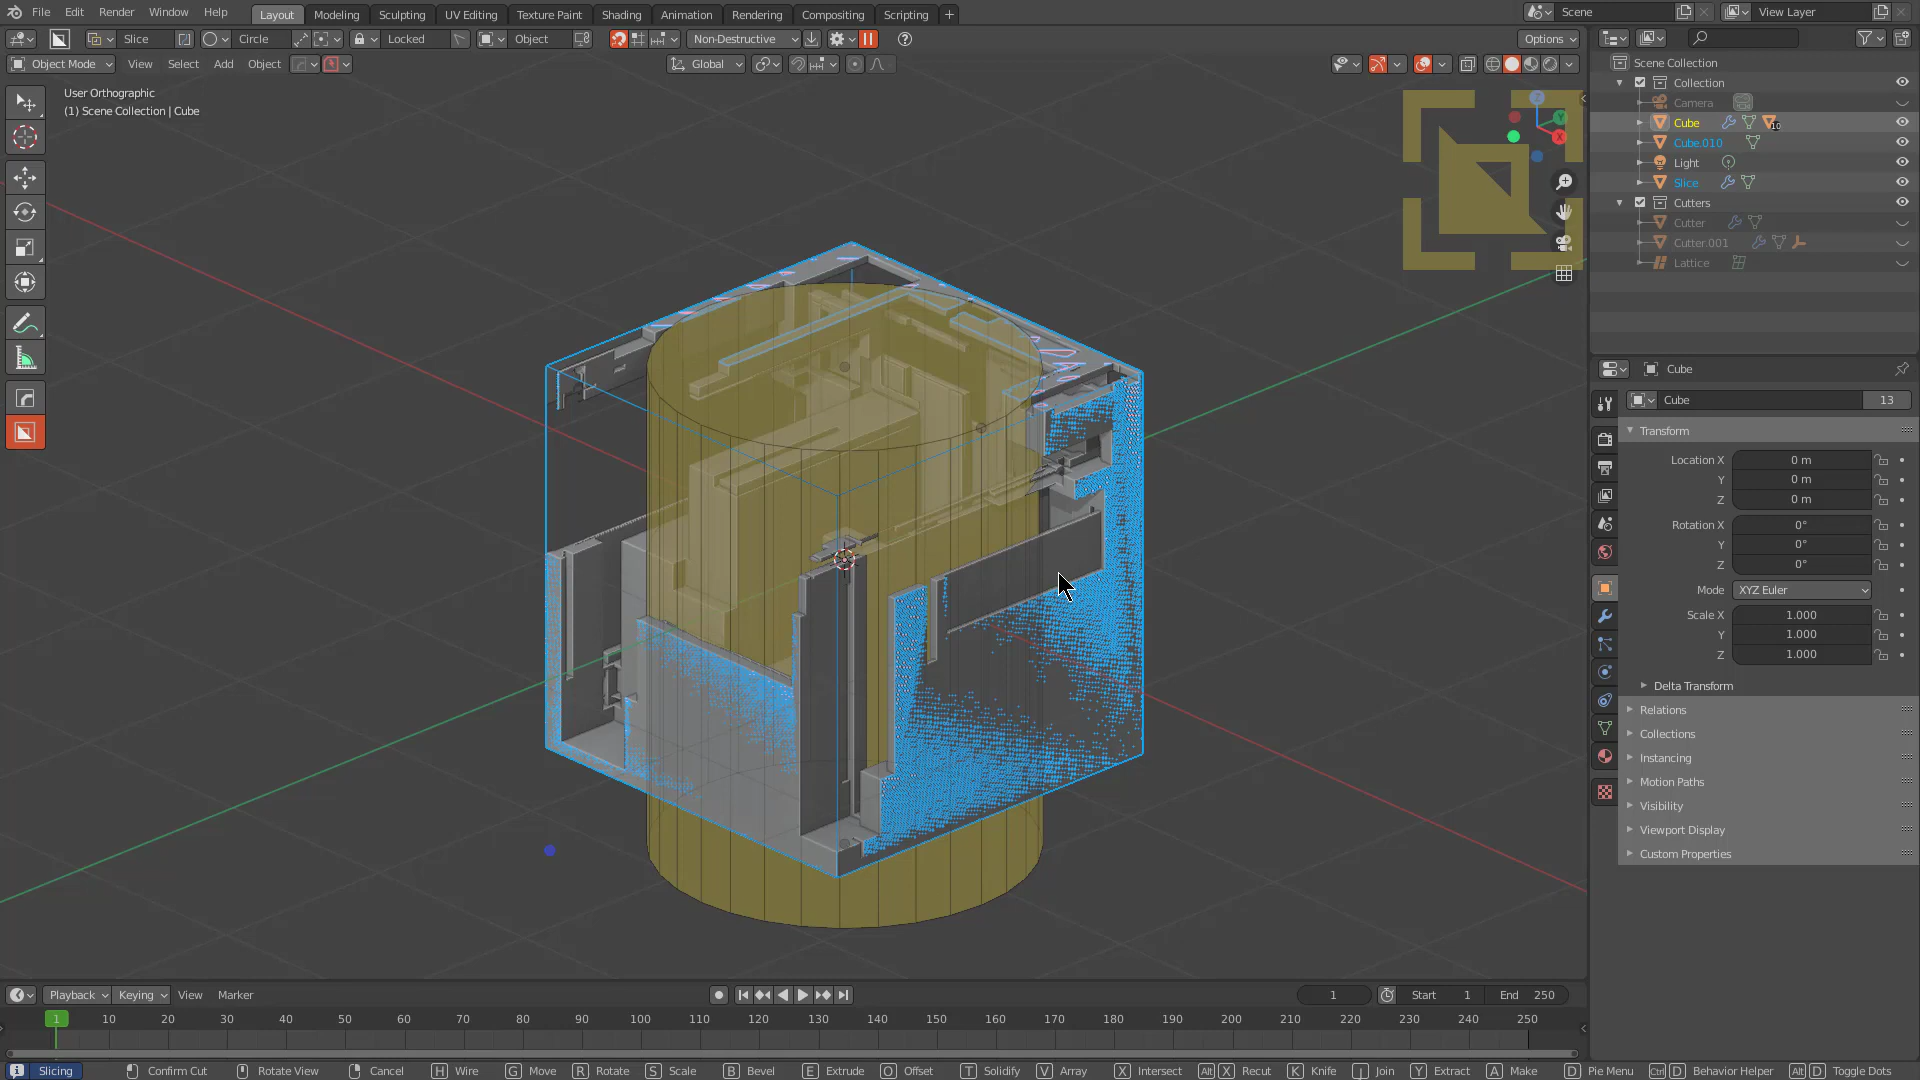 File Edit Render Window Help Layout Modeling Sculpting UV Editing Texture Paint Shading Animation Rendering Compositing Scripting + Scene View Layer
Slice Circle Locked Object Non-Destructive Options
Object Mode View Select Add Object Global
User Orthographic
(1) Scene Collection | Cube
Z
Y
X
Scene Collection
Collection
Camera
Cube 10
Cube.010
Light
Slice
Cutters
Cutter
Cutter.001
Lattice
Cube
Cube 13
Transform
Location X 0 m
Y 0 m
Z 0 m
Rotation X 0°
Y 0°
Z 0°
Mode XYZ Euler
Scale X 1.000
Y 1.000
Z 1.000
Delta Transform
Relations
Collections
Instancing
Motion Paths
Visibility
Viewport Display
Custom Properties
Playback Keying View Marker 1 Start 1 End 250
1 10 20 30 40 50 60 70 80 90 100 110 120 130 140 150 160 170 180 190 200 210 220 230 240 250
Slicing Confirm Cut Rotate View Cancel H Wire G Move R Rotate S Scale B Bevel E Extrude O Offset T Solidify V Array X Intersect Alt X Recut K Knife J Join Y Extract A Make D Pie Menu Ctrl D Behavior Helper Alt D Toggle Dots